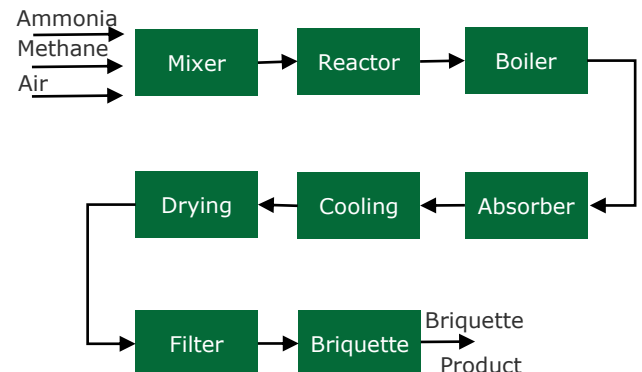 Ammonia
Methane
Air
Mixer
Reactor
Boiler
Drying
Cooling
Absorber
Filter
Briquette
Briquette
Product